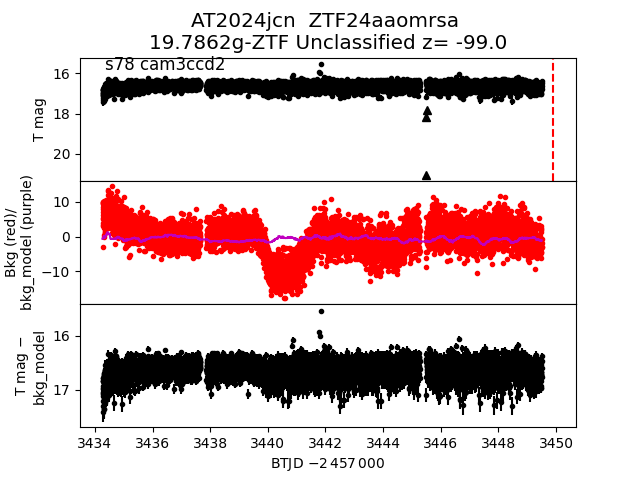 AT2024jcn  ZTF24aaomrsa
19.7862g-ZTF Unclassified z= -99.0
s78 cam3ccd2
16
18
20
T mag
10
0
−10
Bkg (red)/
bkg_model (purple)
16
17
T mag −
bkg_model
3434 3436 3438 3440 3442 3444 3446 3448 3450
BTJD −2 457 000